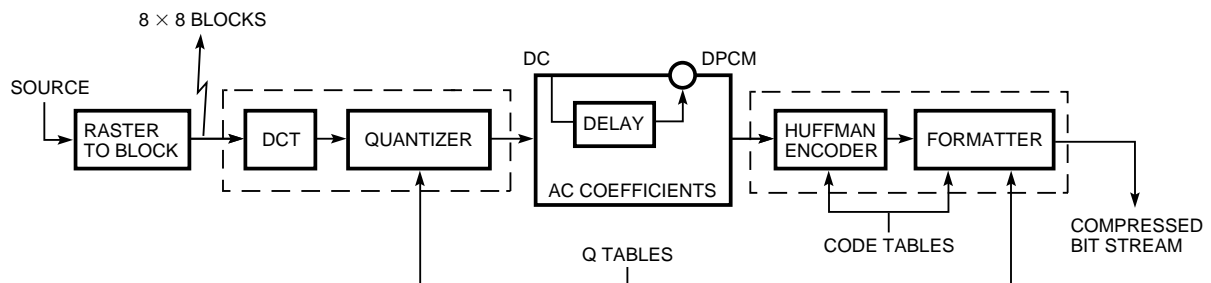 8 × 8 BLOCKS
SOURCE
RASTER
TO BLOCK
DCT
QUANTIZER
DC
DPCM
DELAY
AC COEFFICIENTS
HUFFMAN
ENCODER
FORMATTER
CODE TABLES
COMPRESSED
BIT STREAM
Q TABLES